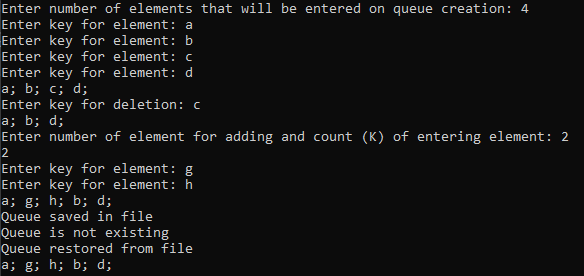 Enter number of elements that will be entered on queue creation: 4
Enter key for element: a
Enter key for element: b
Enter key for element: c
Enter key for element: d
a; b; c; d;
Enter key for deletion: c
a; b; d;
Enter number of element for adding and count (K) of entering element: 2
2
Enter key for element: g
Enter key for element: h
a; g; h; b; d;
Queue saved in file
Queue is not existing
Queue restored from file
a; g; h; b; d;